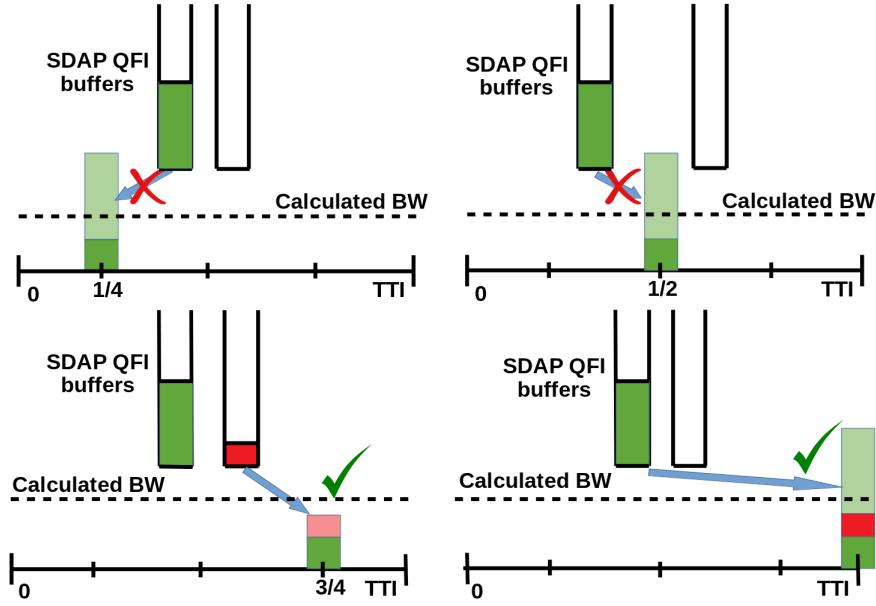 SDAP QFI
buffers
Calculated BW
0
1/4
TTI
SDAP QFI
buffers
Calculated BW
0
1/2
TTI
SDAP QFI
buffers
Calculated BW
0
3/4
TTI
SDAP QFI
buffers
Calculated BW
0
TTI